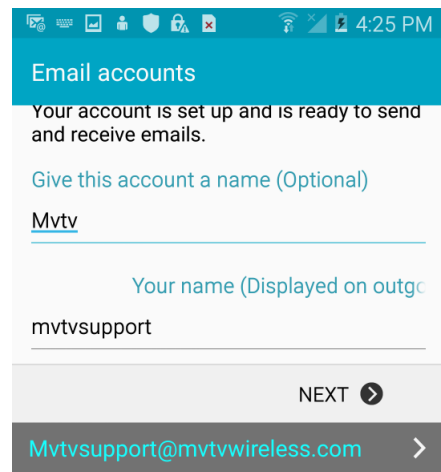 4:25 PM
Email accounts
Your account is set up and is ready to send
and receive emails.
Give this account a name (Optional)
Mvtv
Your name (Displayed on outgo
mvtvsupport
NEXT
Mvtvsupport@mvtvwireless.com